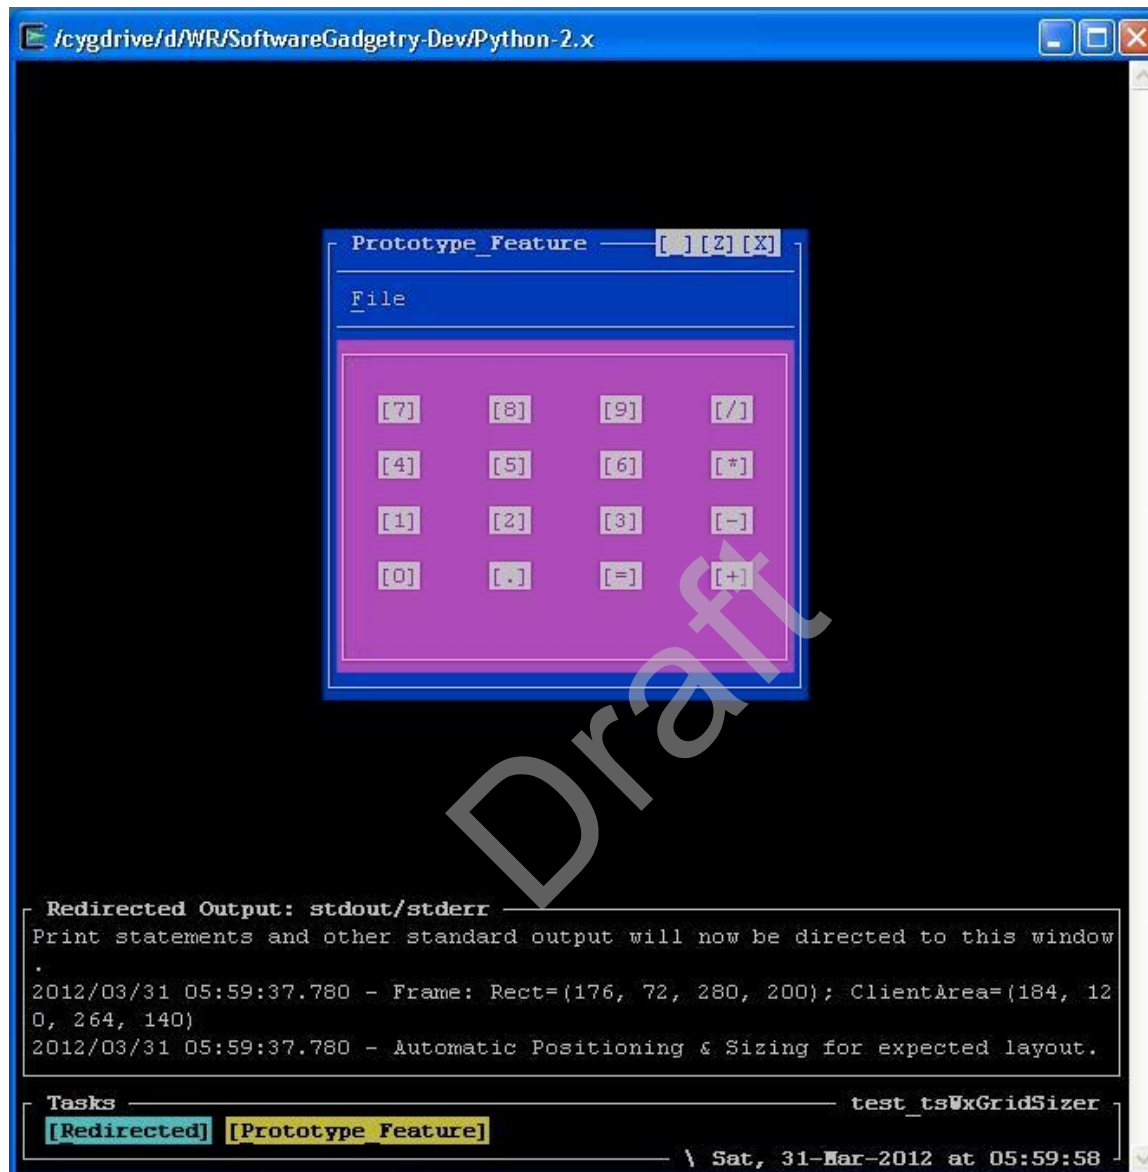 /cygdrive/d/WR/SoftwareGadgetry-Dev/Python-2.x
Prototype_Feature [_][Z][X]
File
[7] [8] [9] [/]
[4] [5] [6] [*]
[1] [2] [3] [-]
[0] [.] [=] [+]
Draft
Redirected Output: stdout/stderr
Print statements and other standard output will now be directed to this window
.
2012/03/31 05:59:37.780 - Frame: Rect=(176, 72, 280, 200); ClientArea=(184, 12
0, 264, 140)
2012/03/31 05:59:37.780 - Automatic Positioning & Sizing for expected layout.
Tasks test_tsWxGridSizer
[Redirected] [Prototype_Feature]
\ Sat, 31-Mar-2012 at 05:59:58